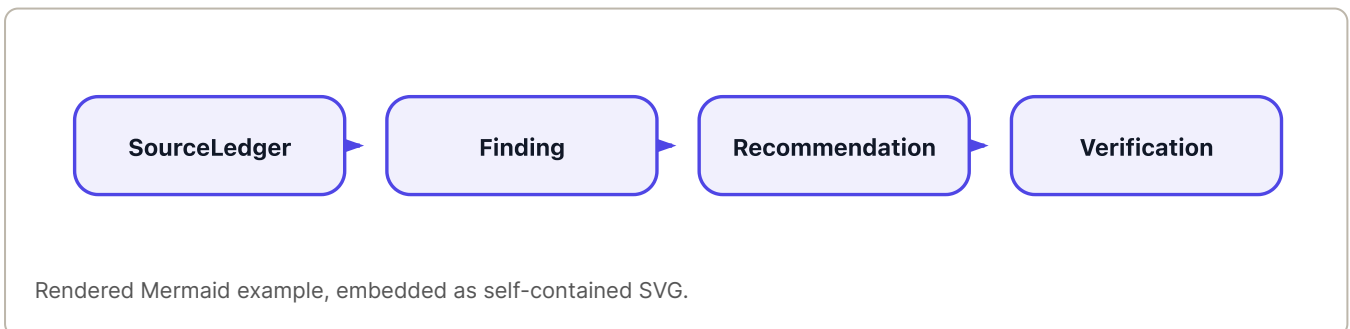 SourceLedger
Finding
Recommendation
Verification
Rendered Mermaid example, embedded as self-contained SVG.